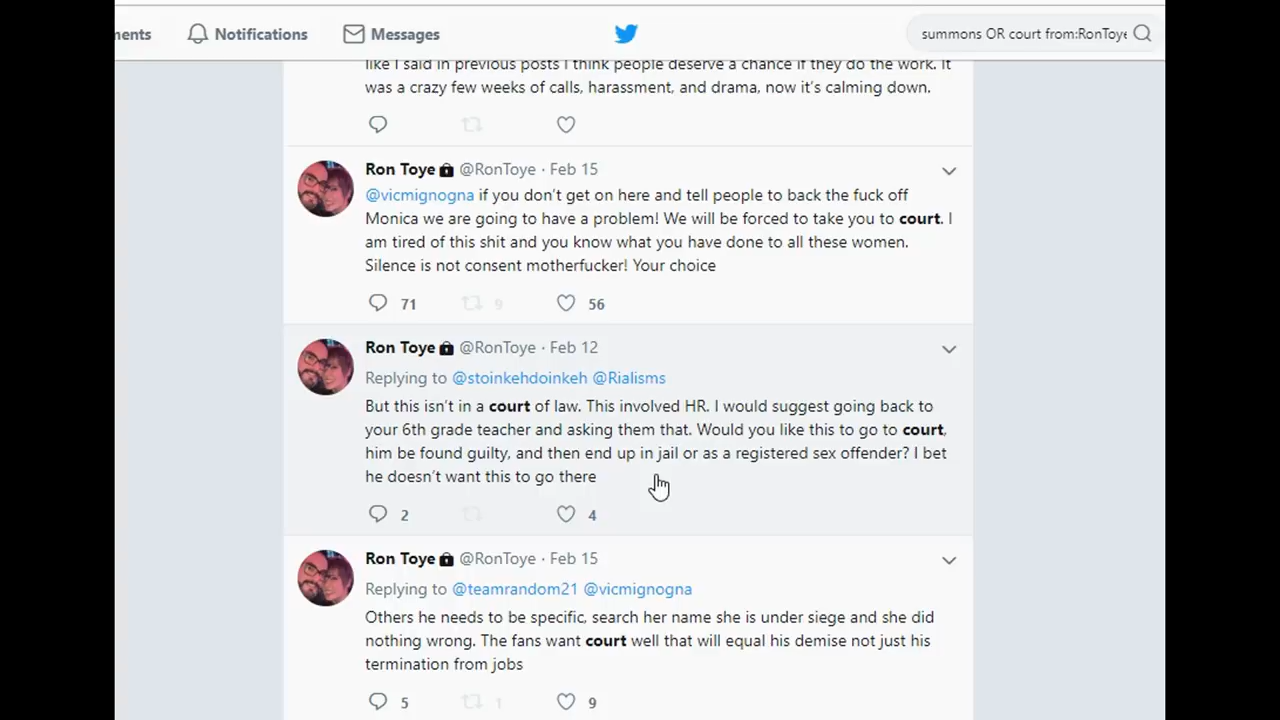 ments Notifications Messages summons OR court from:RonToye
like I said in previous posts I think people deserve a chance if they do the work. It
was a crazy few weeks of calls, harassment, and drama, now it's calming down.
Ron Toye @RonToye · Feb 15
@vicmignogna if you don't get on here and tell people to back the fuck off
Monica we are going to have a problem! We will be forced to take you to court. I
am tired of this shit and you know what you have done to all these women.
Silence is not consent motherfucker! Your choice
71 9 56
Ron Toye @RonToye · Feb 12
Replying to @stoinkehdoinkeh @Rialisms
But this isn't in a court of law. This involved HR. I would suggest going back to
your 6th grade teacher and asking them that. Would you like this to go to court,
him be found guilty, and then end up in jail or as a registered sex offender? I bet
he doesn't want this to go there
2 4
Ron Toye @RonToye · Feb 15
Replying to @teamrandom21 @vicmignogna
Others he needs to be specific, search her name she is under siege and she did
nothing wrong. The fans want court well that will equal his demise not just his
termination from jobs
5 1 9